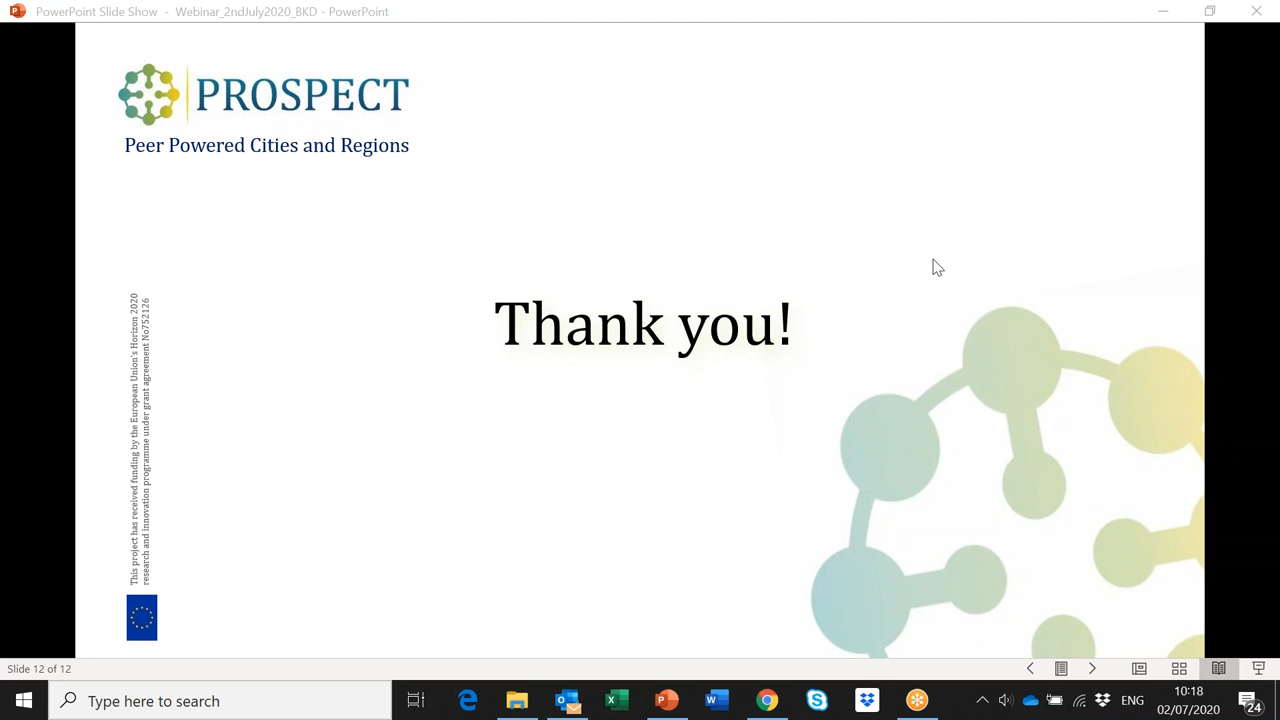 PowerPoint Slide Show - Webinar_2ndJuly2020_BKD - PowerPoint
PROSPECT
Peer Powered Cities and Regions
Thank you!
This project has received funding by the European Union's Horizon 2020
research and innovation programme under grant agreement No752126
Slide 12 of 12
Type here to search
ENG
10:18
02/07/2020
24